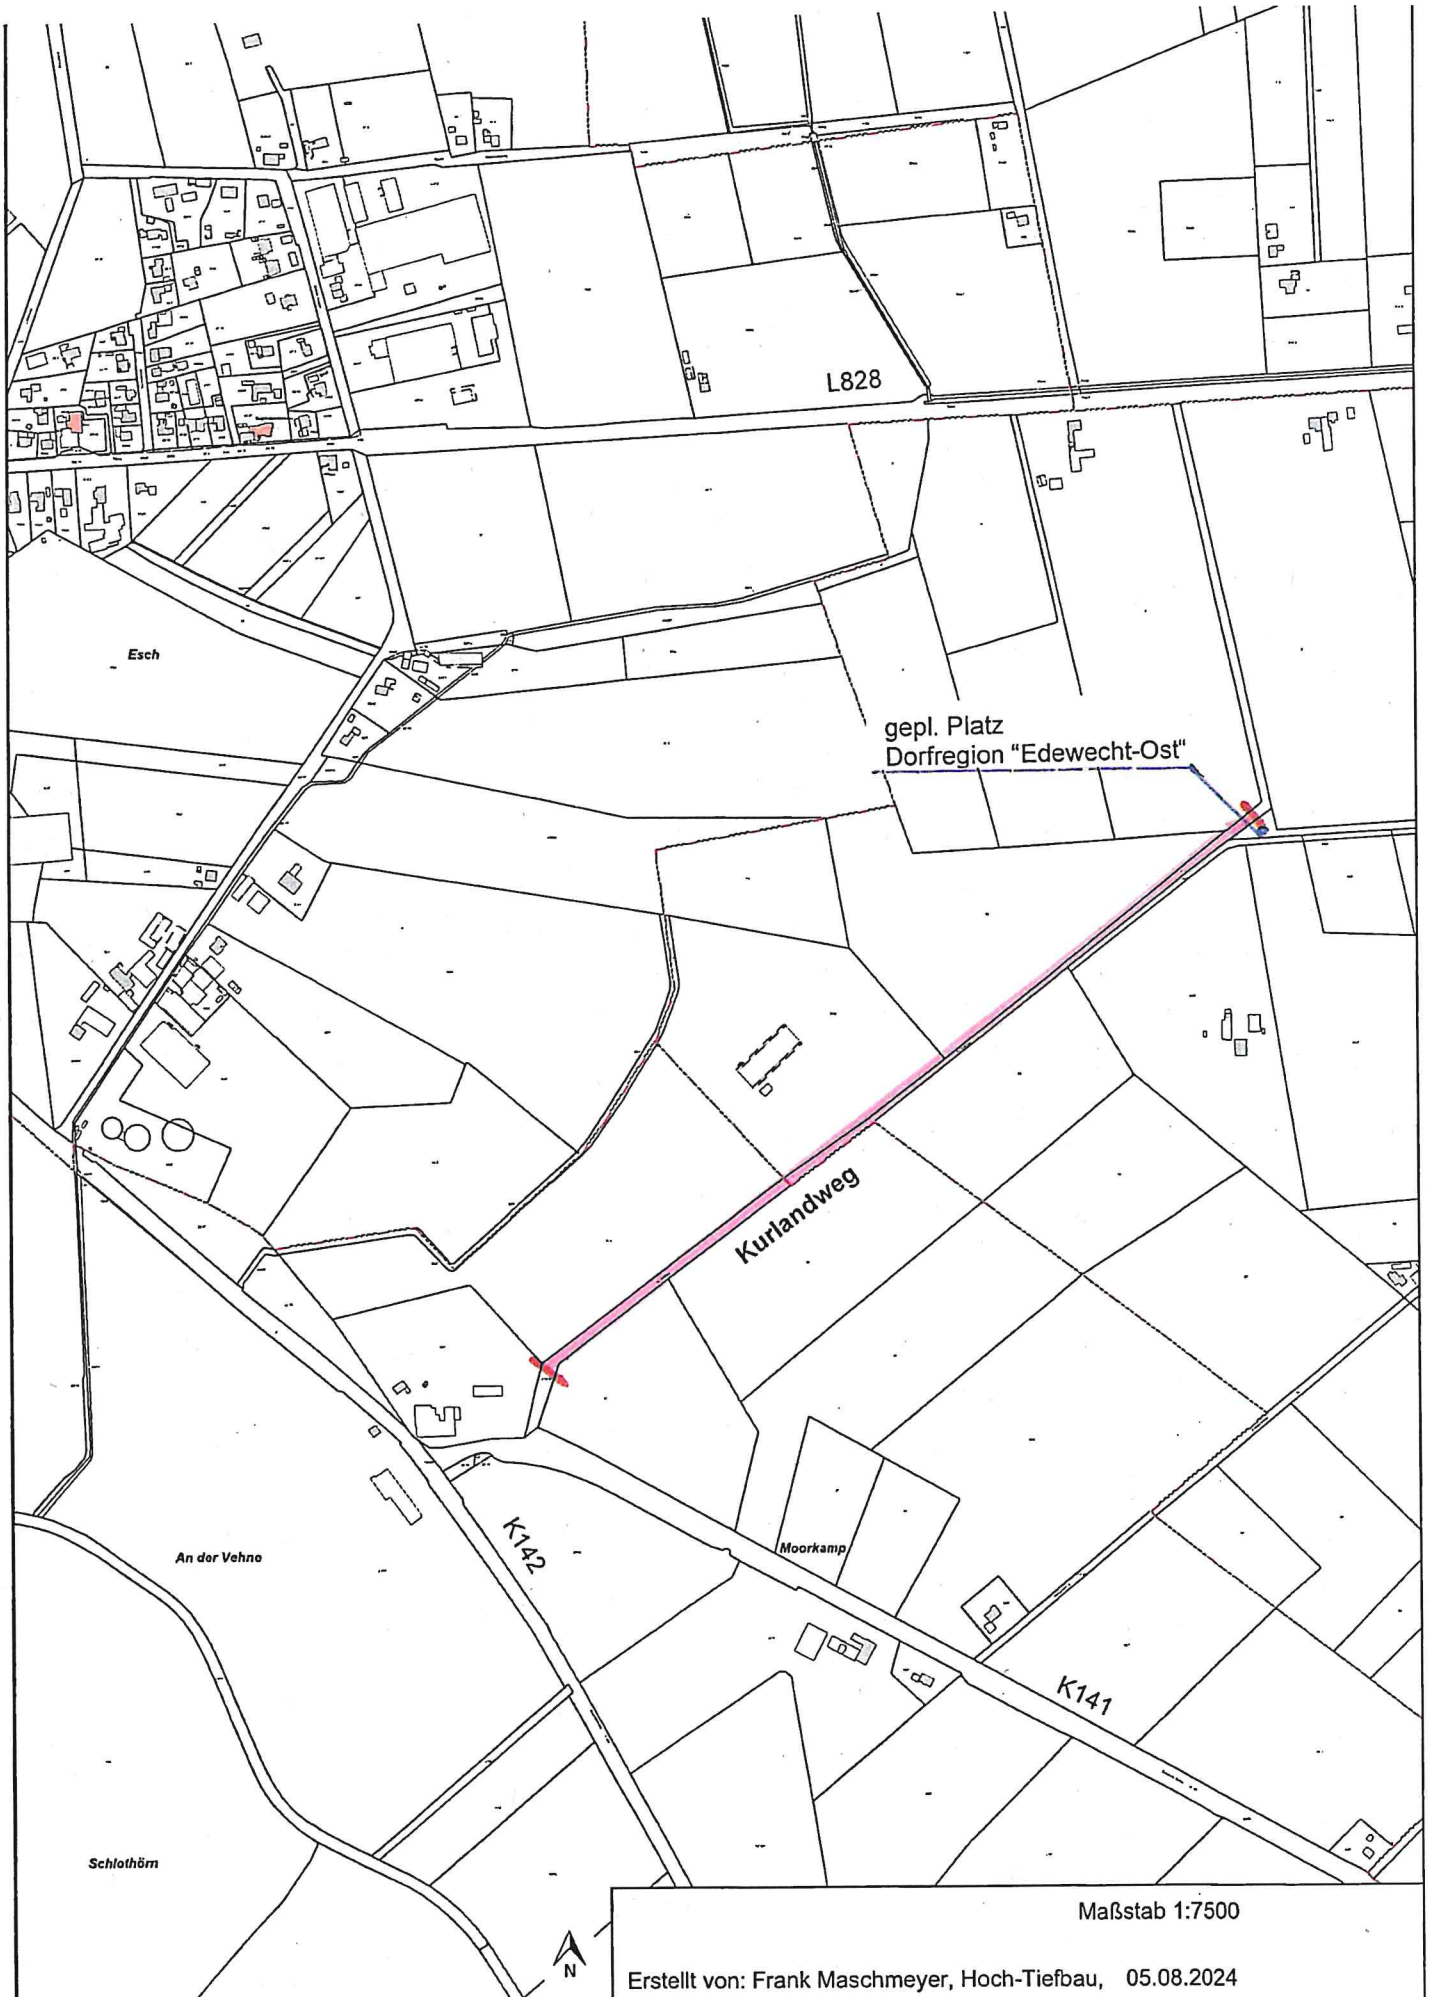 L828
Esch
gepl. Platz
Dorfregion "Edewecht-Ost"
Kurlandweg
K142
An der Vehne
Moorkamp
K141
Schlothörn
Maßstab 1:7500
N
Erstellt von: Frank Maschmeyer, Hoch-Tiefbau, 05.08.2024